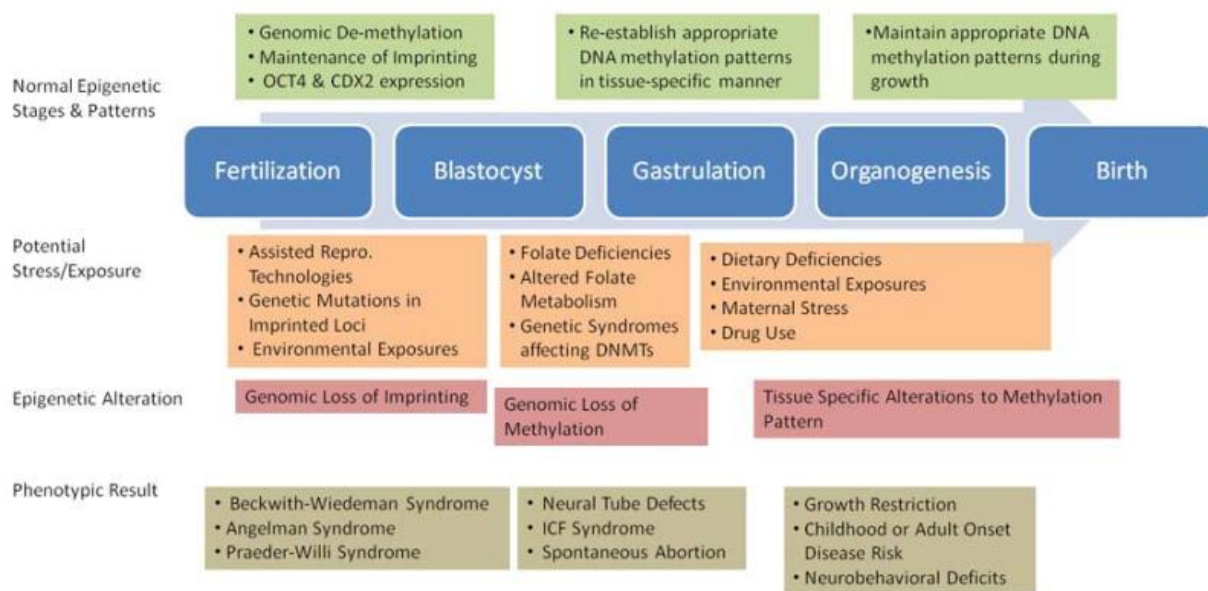 Normal Epigenetic
Stages & Patterns
• Genomic De-methylation
• Maintenance of Imprinting
• OCT4 & CDX2 expression
• Re-establish appropriate
DNA methylation patterns
in tissue-specific manner
•Maintain appropriate DNA
methylation patterns during
growth
Fertilization
Blastocyst
Gastrulation
Organogenesis
Birth
Potential
Stress/Exposure
• Assisted Repro.
Technologies
• Genetic Mutations in
Imprinted Loci
• Environmental Exposures
• Folate Deficiencies
• Altered Folate
Metabolism
• Genetic Syndromes
affecting DNMTs
• Dietary Deficiencies
• Environmental Exposures
• Maternal Stress
• Drug Use
Epigenetic Alteration
Genomic Loss of Imprinting
Genomic Loss of
Methylation
Tissue Specific Alterations to Methylation
Pattern
Phenotypic Result
• Beckwith-Wiedeman Syndrome
• Angelman Syndrome
• Praeder-Willi Syndrome
• Neural Tube Defects
• ICF Syndrome
• Spontaneous Abortion
• Growth Restriction
• Childhood or Adult Onset
Disease Risk
• Neurobehavioral Deficits